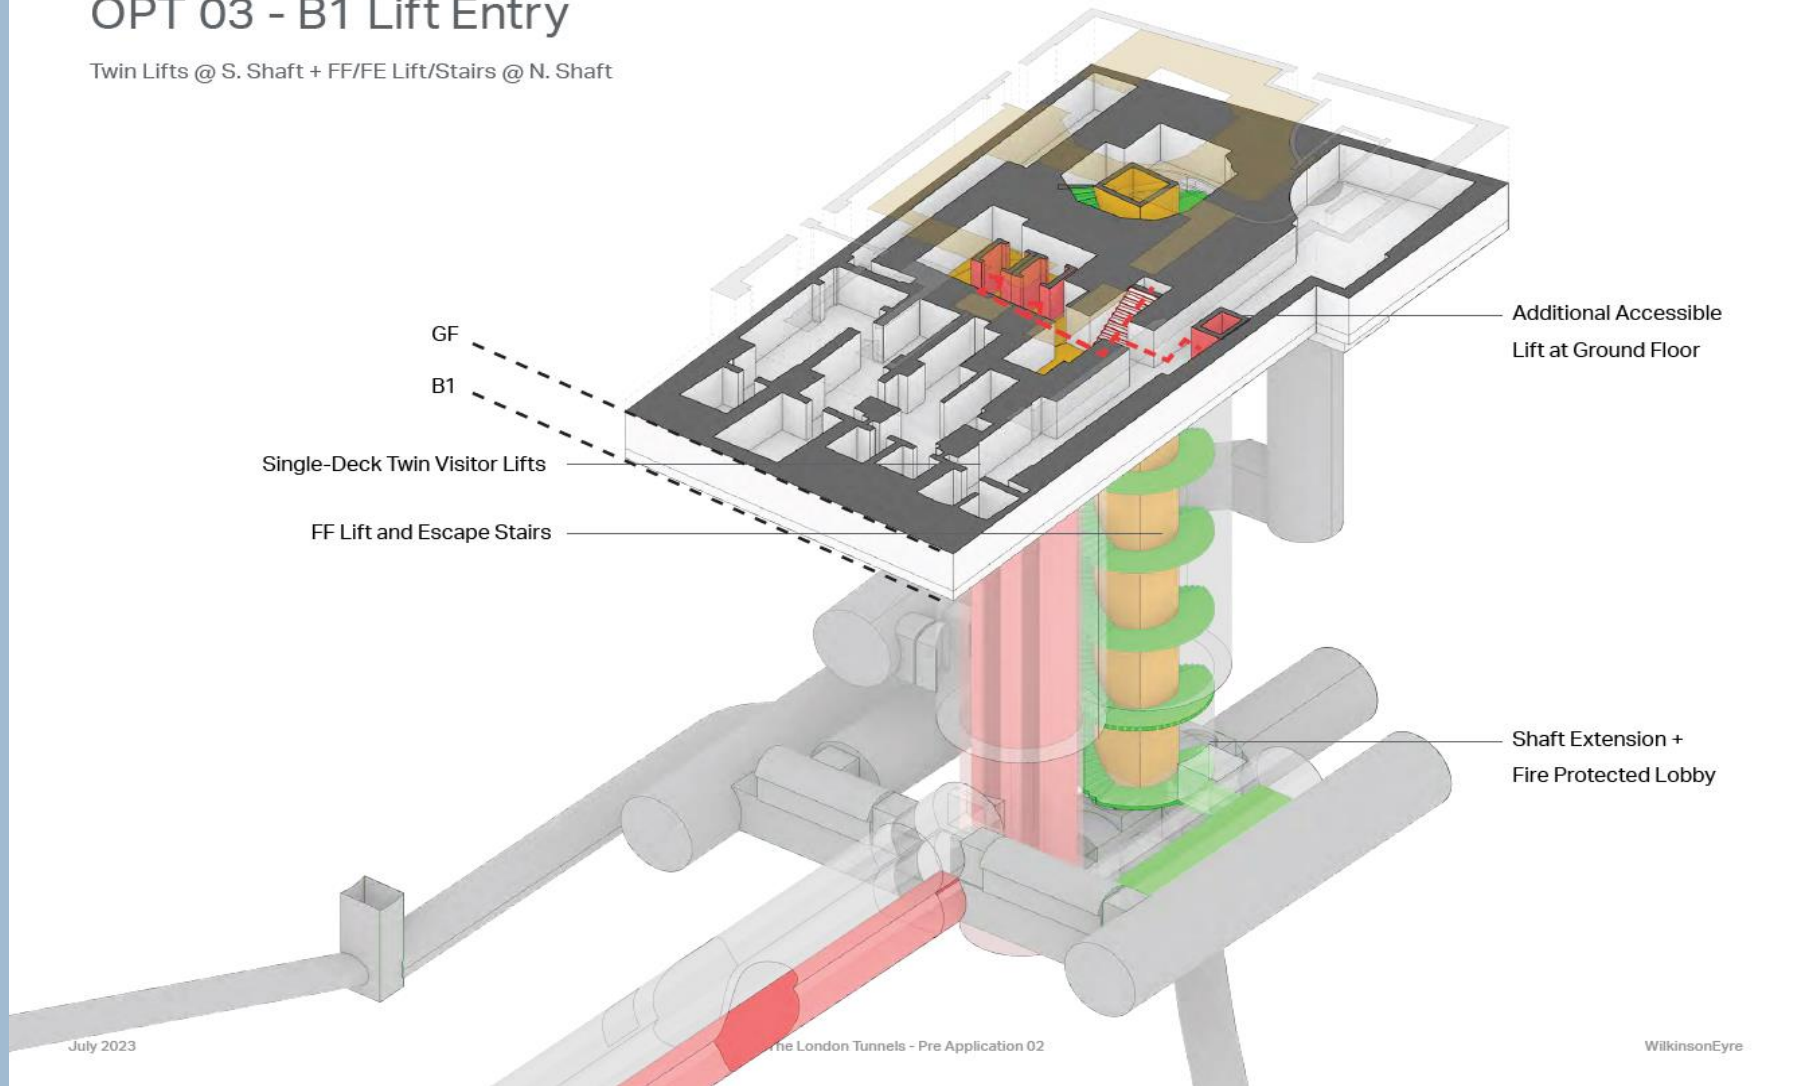 OPT 03 - B1 Lift Entry
Twin Lifts @ S. Shaft + FF/FE Lift/Stairs @ N. Shaft
GF
B1
Additional Accessible
Lift at Ground Floor
Single-Deck Twin Visitor Lifts
FF Lift and Escape Stairs
Shaft Extension +
Fire Protected Lobby
July 2023
The London Tunnels - Pre Application 02
WilkinsonEyre